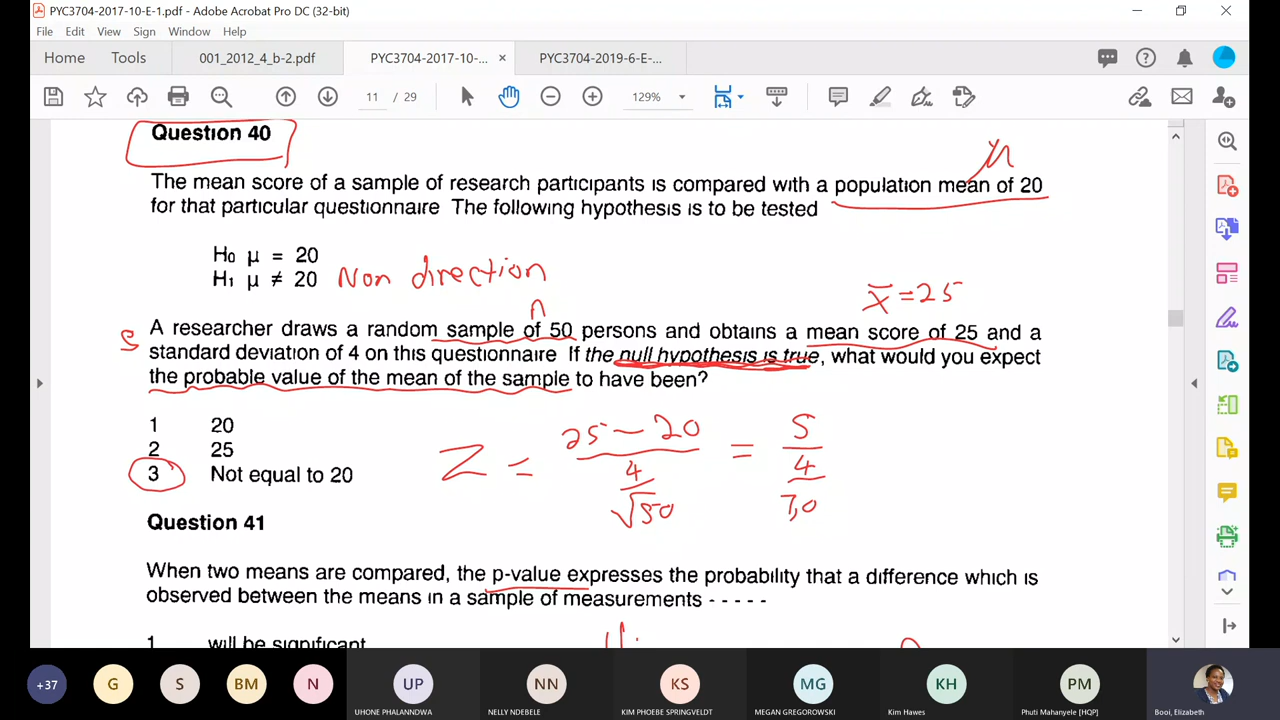 PYC3704-2017-10-E-1.pdf - Adobe Acrobat Pro DC (32-bit)
File Edit View Sign Window Help
Home Tools 001_2012_4_b-2.pdf PYC3704-2017-10-... × PYC3704-2019-6-E-...
11 / 29 129%
Question 40
μ
The mean score of a sample of research participants is compared with a population mean of 20
for that particular questionnaire The following hypothesis is to be tested
H0 μ = 20
H1 μ ≠ 20 Non direction
n x̄ = 25
A researcher draws a random sample of 50 persons and obtains a mean score of 25 and a
S standard deviation of 4 on this questionnaire If the null hypothesis is true, what would you expect
the probable value of the mean of the sample to have been?
1 20
2 25
3 Not equal to 20
Z = 25 - 20 = 5
4 4
√50 7,0
Question 41
When two means are compared, the p-value expresses the probability that a difference which is
observed between the means in a sample of measurements - - - - -
1 will be significant
+37 G S BM N UP NN KS MG KH PM
UHONE PHALANNDWA NELLY NDEBELE KIM PHOEBE SPRINGVELDT MEGAN GREGOROWSKI Kim Hawes Phuti Mahanyele [HQP] Booi, Elizabeth